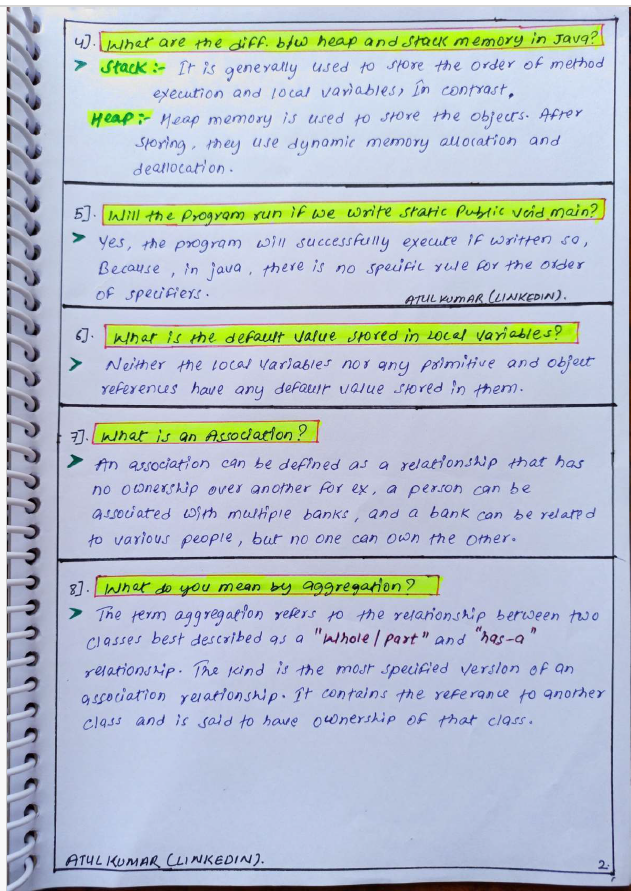 4]. What are the diff. b/w heap and Stack memory in Java?
Stack :- It is generally used to store the order of method
execution and local variables, In contrast,
Heap :- Heap memory is used to store the objects. After
storing, they use dynamic memory allocation and
deallocation.
5]. Will the Program run if we write static Public void main?
Yes, the program will successfully execute if written so,
Because, in java, there is no specific rule for the order
of specifiers.
ATUL KUMAR (LINKEDIN).
6]. What is the default value stored in Local Variables?
Neither the Local Variables nor any primitive and object
references have any default value stored in them.
7]. What is an Association?
An association can be defined as a relationship that has
no ownership over another for ex, a person can be
associated with multiple banks, and a bank can be related
to various people, but no one can own the other.
8]. What do you mean by aggregation?
The term aggregation refers to the relationship between two
classes best described as a "Whole / part" and "has-a"
relationship. The kind is the most specified version of an
association relationship. It contains the referance to another
class and is said to have ownership of that class.
ATUL KUMAR (LINKEDIN).
2.